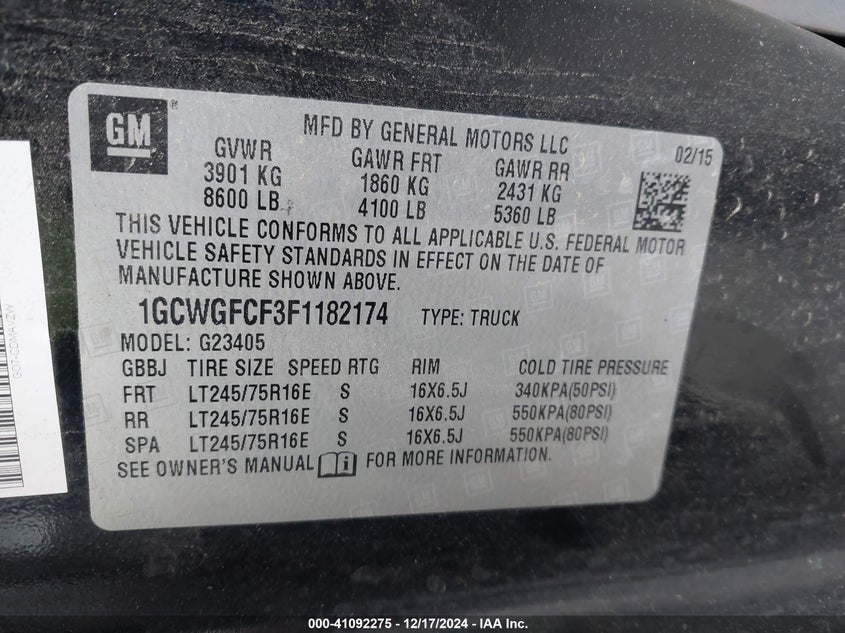 GM ®
MFD BY GENERAL MOTORS LLC 02/15
GVWR GAWR FRT GAWR RR
3901 KG 1860 KG 2431 KG
8600 LB 4100 LB 5360 LB
THIS VEHICLE CONFORMS TO ALL APPLICABLE U.S. FEDERAL MOTOR
VEHICLE SAFETY STANDARDS IN EFFECT ON THE DATE OF
MANUFACTURE SHOWN ABOVE.
1GCWGFCF3F1182174 TYPE: TRUCK
MODEL: G23405
GBBJ TIRE SIZE SPEED RTG RIM COLD TIRE PRESSURE
FRT LT245/75R16E S 16X6.5J 340KPA(50PSI)
RR LT245/75R16E S 16X6.5J 550KPA(80PSI)
SPA LT245/75R16E S 16X6.5J 550KPA(80PSI)
SEE OWNER'S MANUAL FOR MORE INFORMATION.
000-41092275 - 12/17/2024 - IAA Inc.